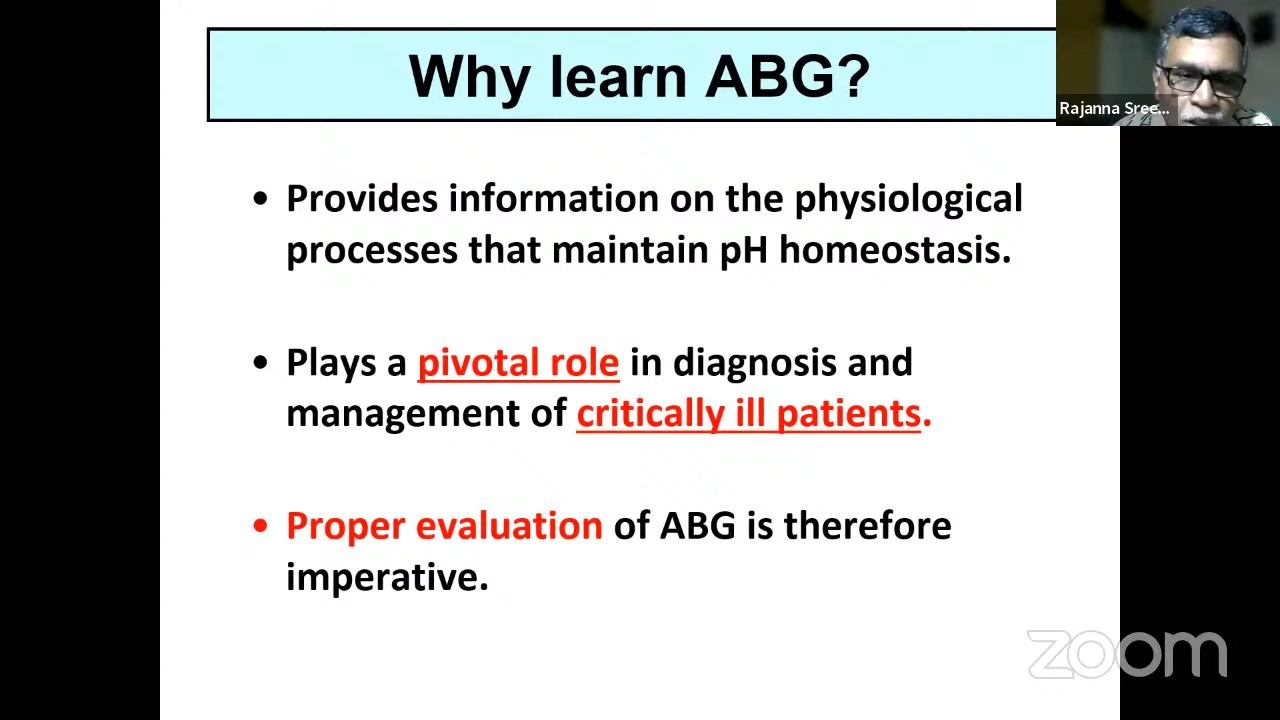 Why learn ABG?
Rajanna Sree...
• Provides information on the physiological
processes that maintain pH homeostasis.
• Plays a pivotal role in diagnosis and
management of critically ill patients.
• Proper evaluation of ABG is therefore
imperative.
zoom